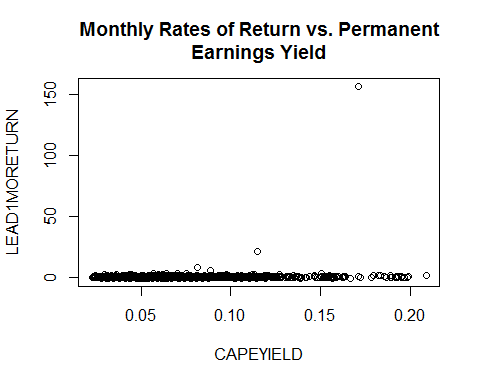 Monthly Rates of Return vs. Permanent
Earnings Yield
LEAD1MORETURN
150
100
50
0
0.05 0.10 0.15 0.20
CAPEYIELD